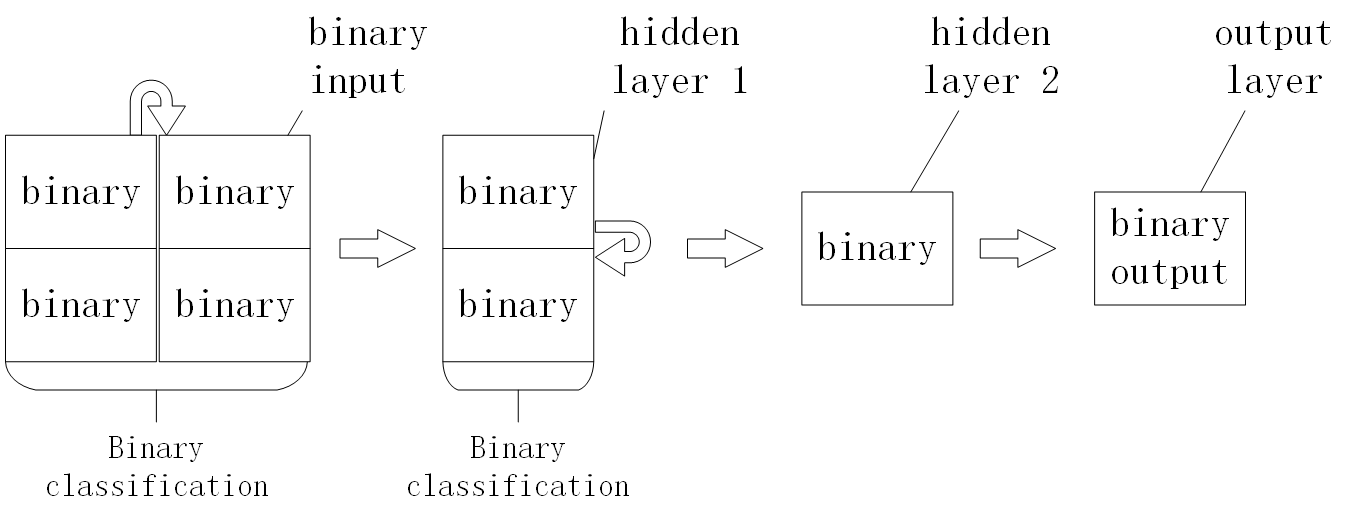 binary
input
hidden
layer 1
hidden
layer 2
output
layer
binary
binary
binary
binary
binary
binary
binary
binary
output
Binary
classification
Binary
classification